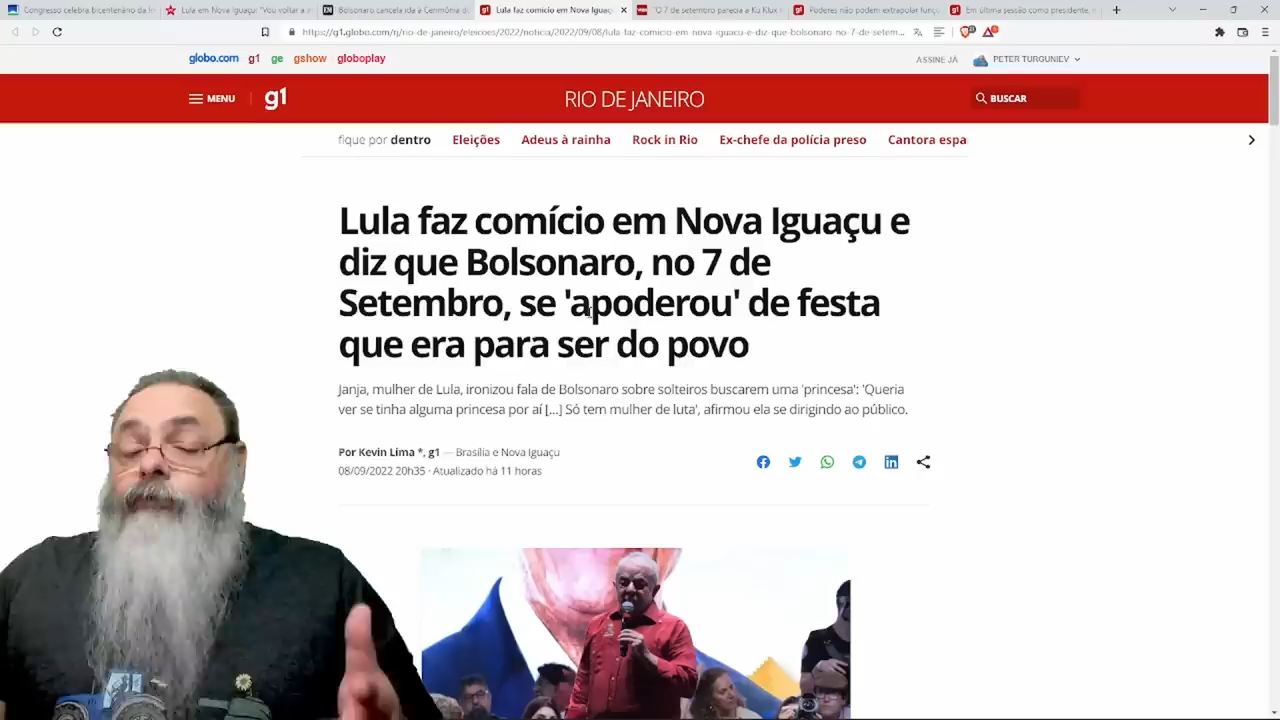 Congresso celebra bicentenário da In
Lula em Nova Iguaçu: "Vou voltar a
Bolsonaro cancela ida à Cerimônia d
Lula faz comício em Nova Iguaç
"O 7 de setembro parecia a Ku Klux
Poderes não podem extrapolar funç
Em última sessão como presidente,
https://g1.globo.com/rj/rio-de-janeiro/eleicoes/2022/noticia/2022/09/08/lula-faz-comicio-em-nova-iguacu-e-diz-que-bolsonaro-no-7-de-setem...
globo.com g1 ge gshow globoplay
ASSINE JÁ PETER TURGUNIEV
MENU g1 RIO DE JANEIRO BUSCAR
fique por dentro Eleições Adeus à rainha Rock in Rio Ex-chefe da polícia preso Cantora espa
Lula faz comício em Nova Iguaçu e
diz que Bolsonaro, no 7 de
Setembro, se 'apoderou' de festa
que era para ser do povo
Janja, mulher de Lula, ironizou fala de Bolsonaro sobre solteiros buscarem uma 'princesa': 'Queria
ver se tinha alguma princesa por aí [...] Só tem mulher de luta', afirmou ela se dirigindo ao público.
Por Kevin Lima *, g1 — Brasília e Nova Iguaçu
08/09/2022 20h35 · Atualizado há 11 horas